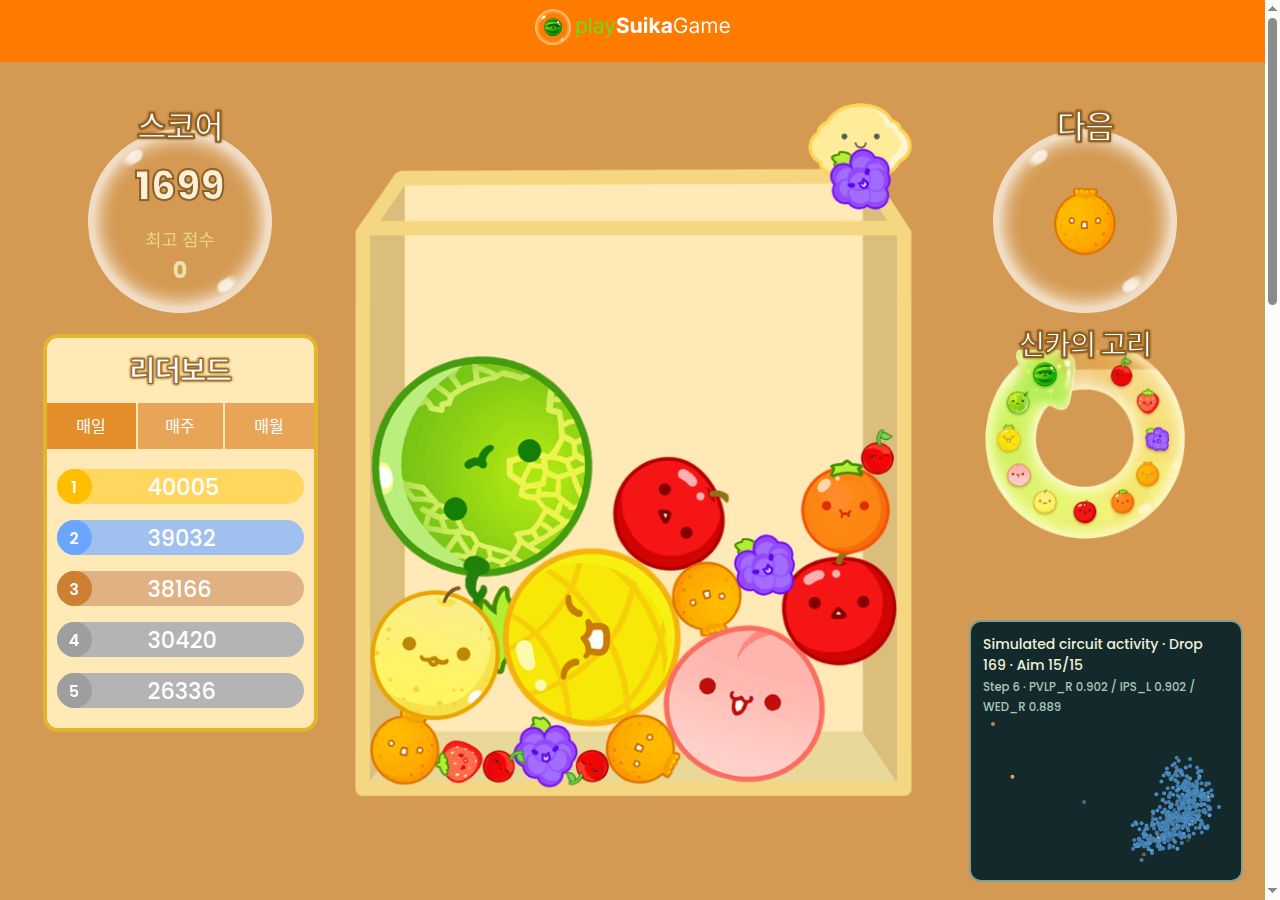 playSuikaGame
스코어
1699
최고 점수
0
다음
신카의 고리
리더보드
매일 매주 매월
1 40005
2 39032
3 38166
4 30420
5 26336
Simulated circuit activity · Drop
169 · Aim 15/15
Step 6 · PVLP_R 0.902 / IPS_L 0.902 /
WED_R 0.889